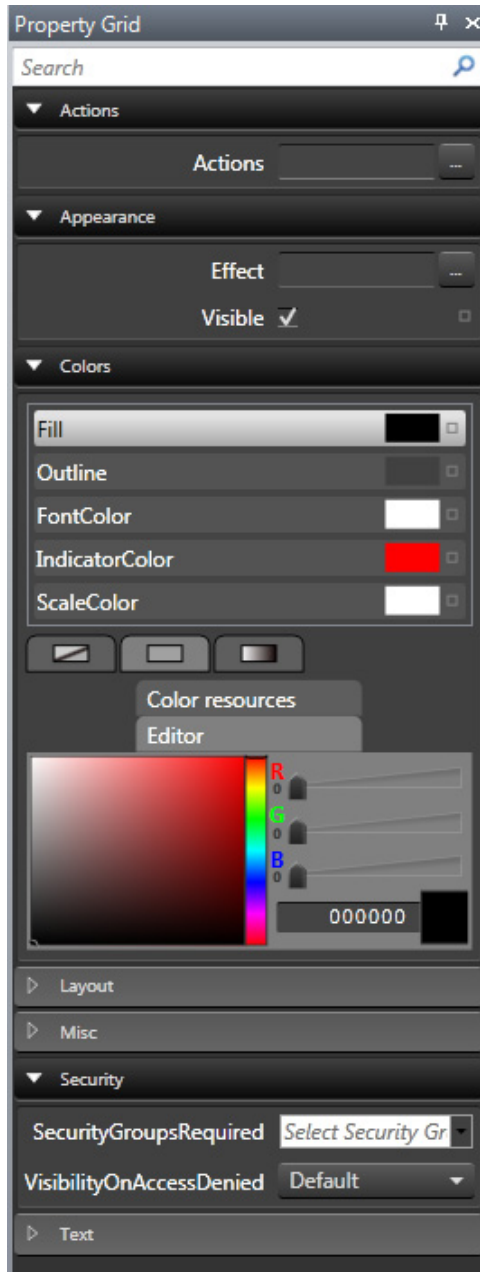 Property Grid
Search
Actions
Actions ...
Appearance
Effect ...
Visible
Colors
Fill
Outline
FontColor
IndicatorColor
ScaleColor
Color resources
Editor
R
0
G
0
B
0
000000
Layout
Misc
Security
SecurityGroupsRequired Select Security Gr
VisibilityOnAccessDenied Default
Text